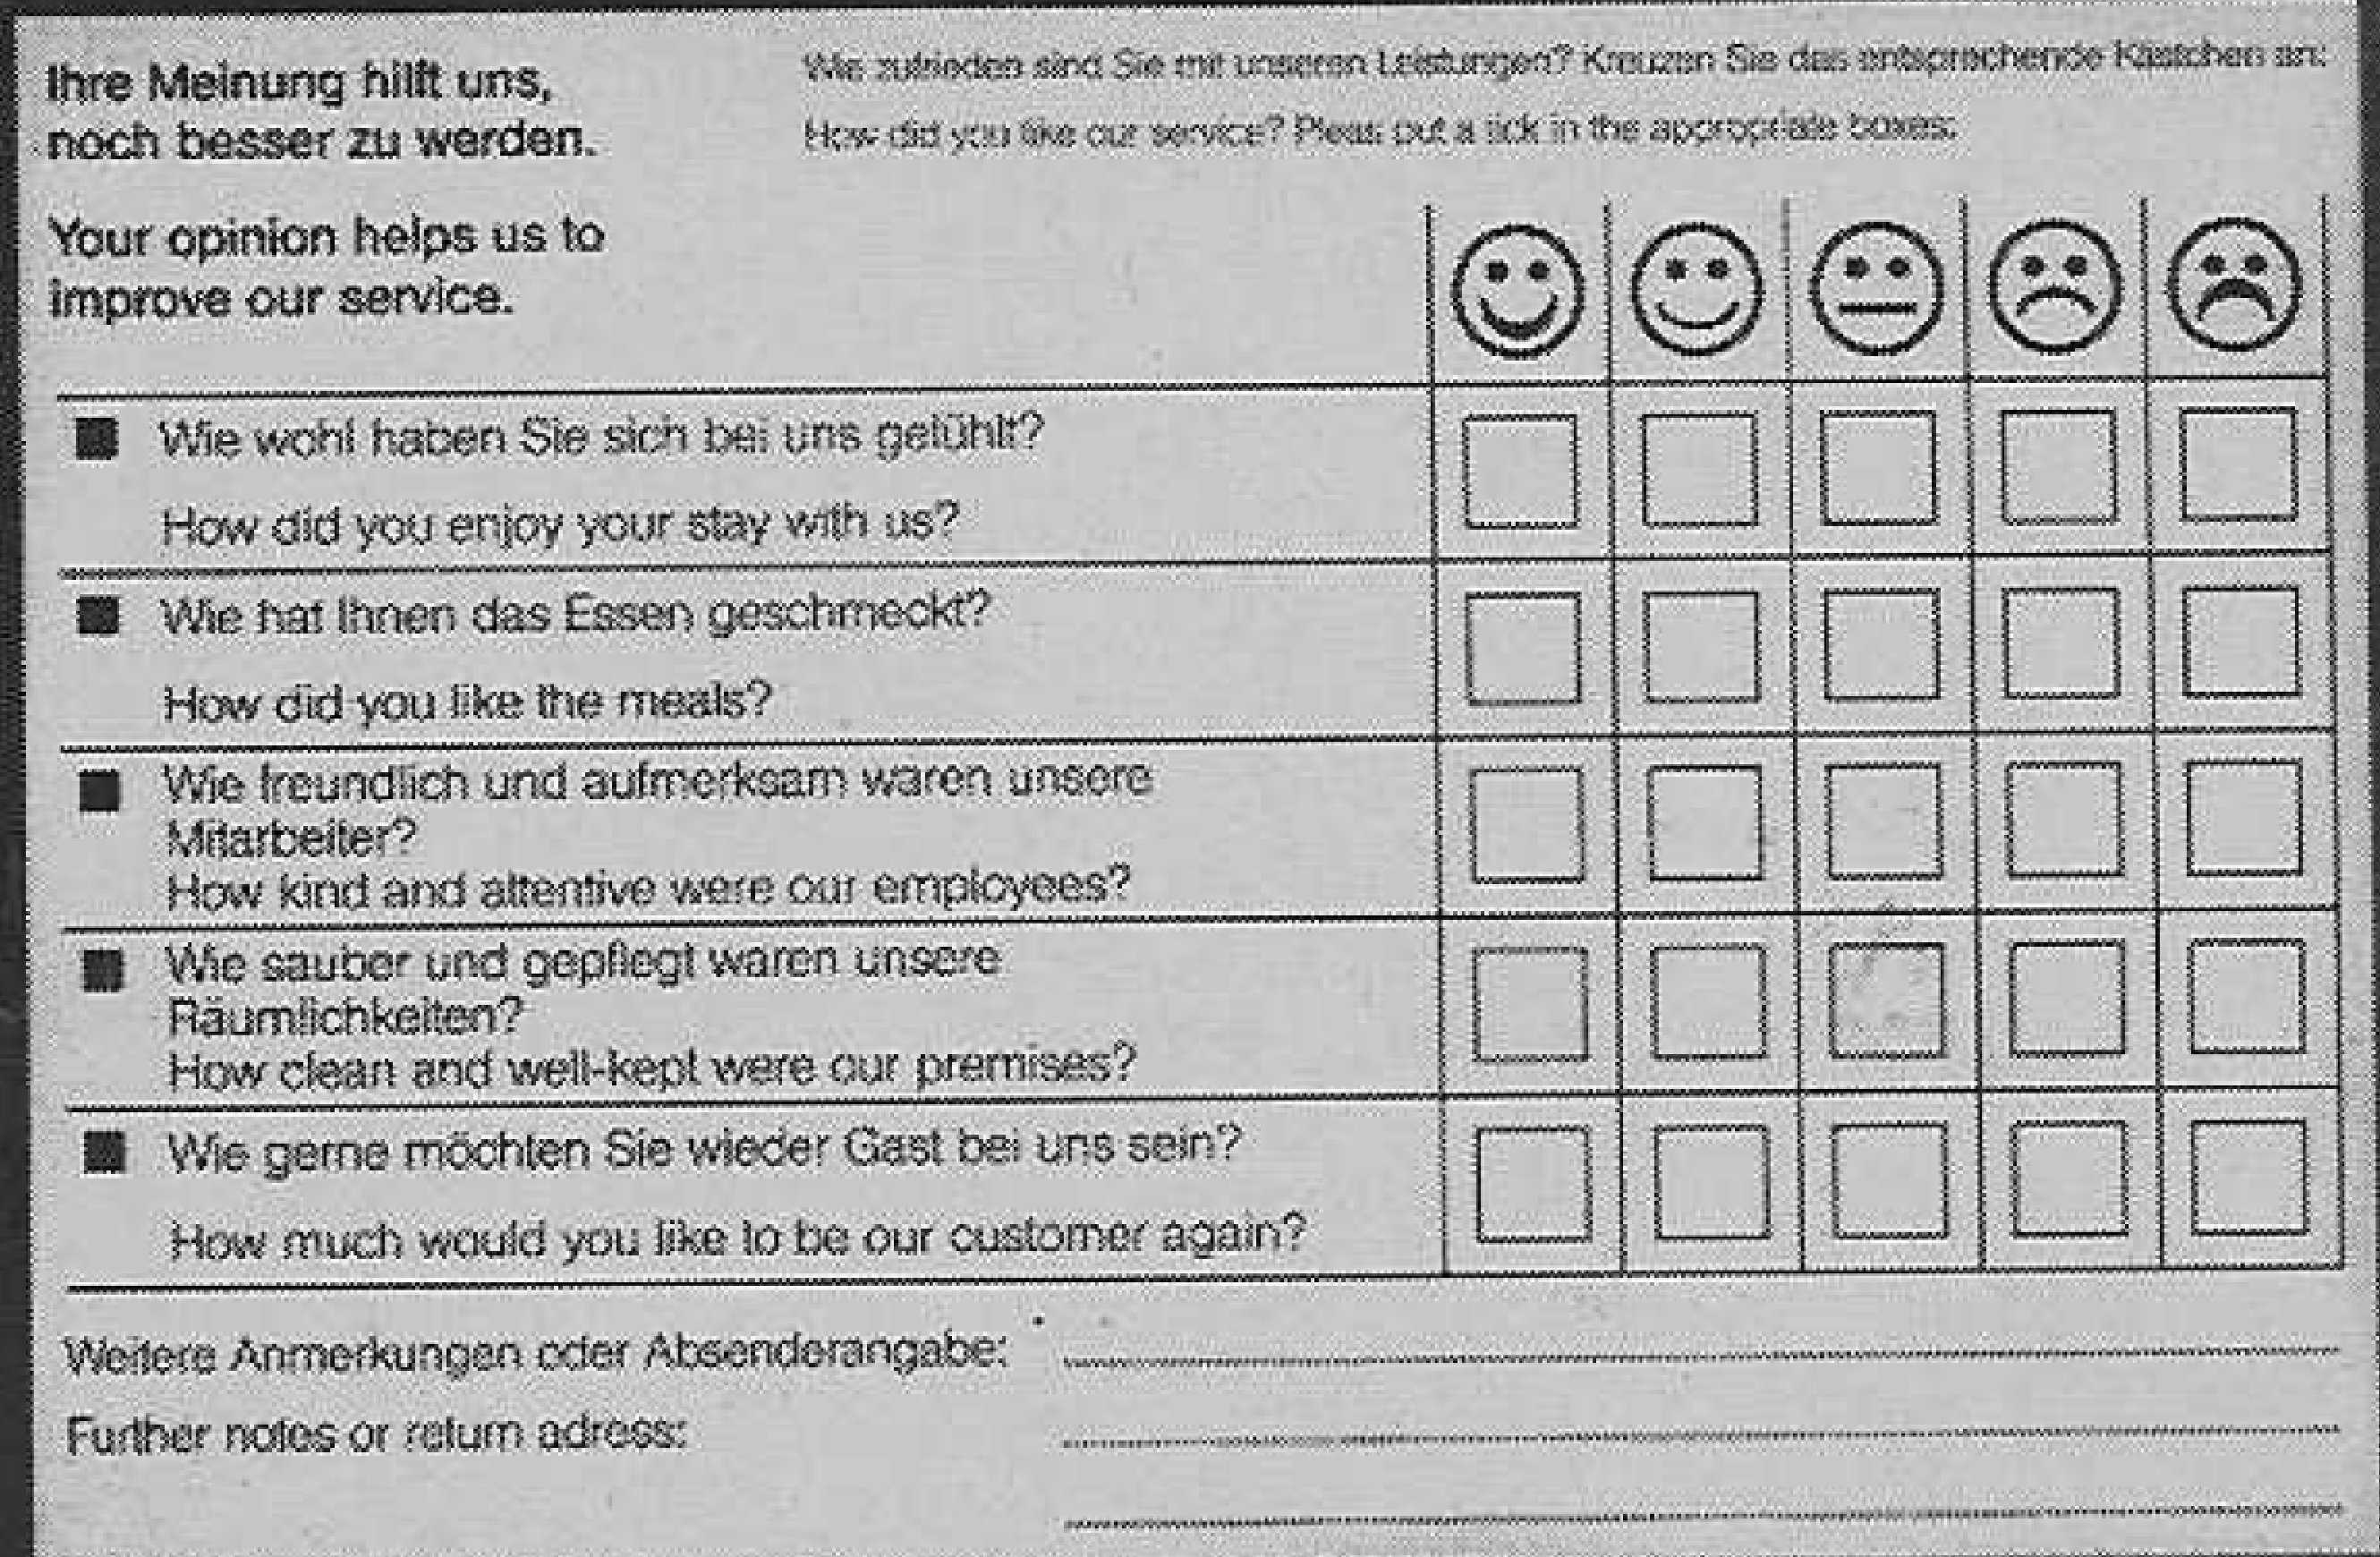 Ihre Meinung hilft uns,
noch besser zu werden.
Your opinion helps us to
improve our service.
Wie zufrieden sind Sie mit unseren Leistungen? Kreuzen Sie das entsprechende Kästchen an:
How did you like our service? Pleas put a tick in the appropriate boxes:
Wie wohl haben Sie sich bei uns gefühlt?
How did you enjoy your stay with us?
Wie hat Ihnen das Essen geschmeckt?
How did you like the meals?
Wie freundlich und aufmerksam waren unsere
Mitarbeiter?
How kind and attentive were our employees?
Wie sauber und gepflegt waren unsere
Räumlichkeiten?
How clean and well-kept were our premises?
Wie gerne möchten Sie wieder Gast bei uns sein?
How much would you like to be our customer again?
Weitere Anmerkungen oder Absenderangabe:
Further notes or return adress: